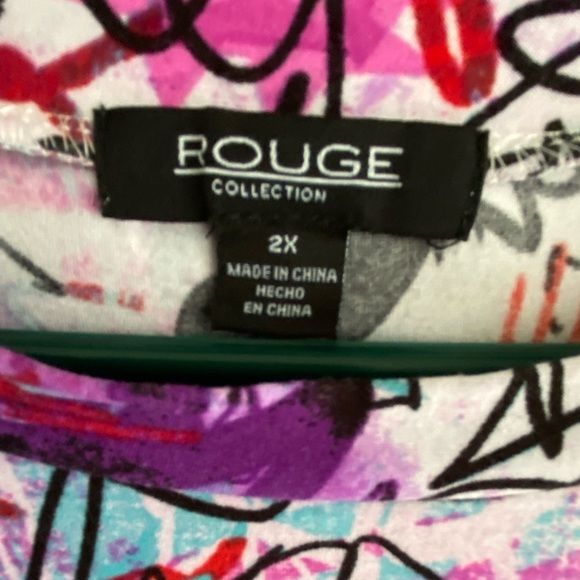 ROUGE
COLLECTION
2X
MADE IN CHINA
HECHO
EN CHINA